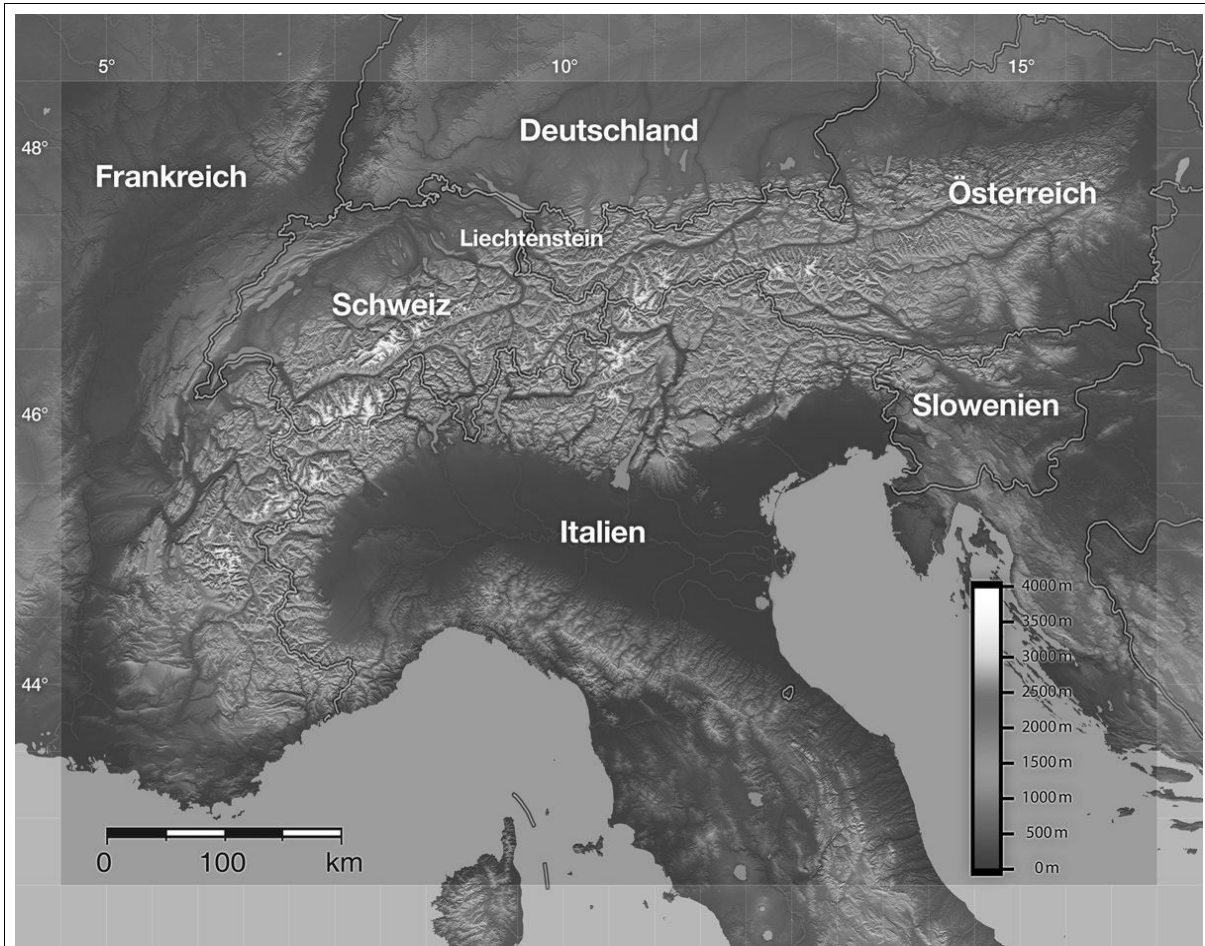 5°
10°
15°
48°
Deutschland
Frankreich
Österreich
Liechtenstein
Schweiz
46°
Slowenien
Italien
4000 m
3500 m
3000 m
2500 m
2000 m
1500 m
1000 m
500 m
0 m
44°
0 100 km